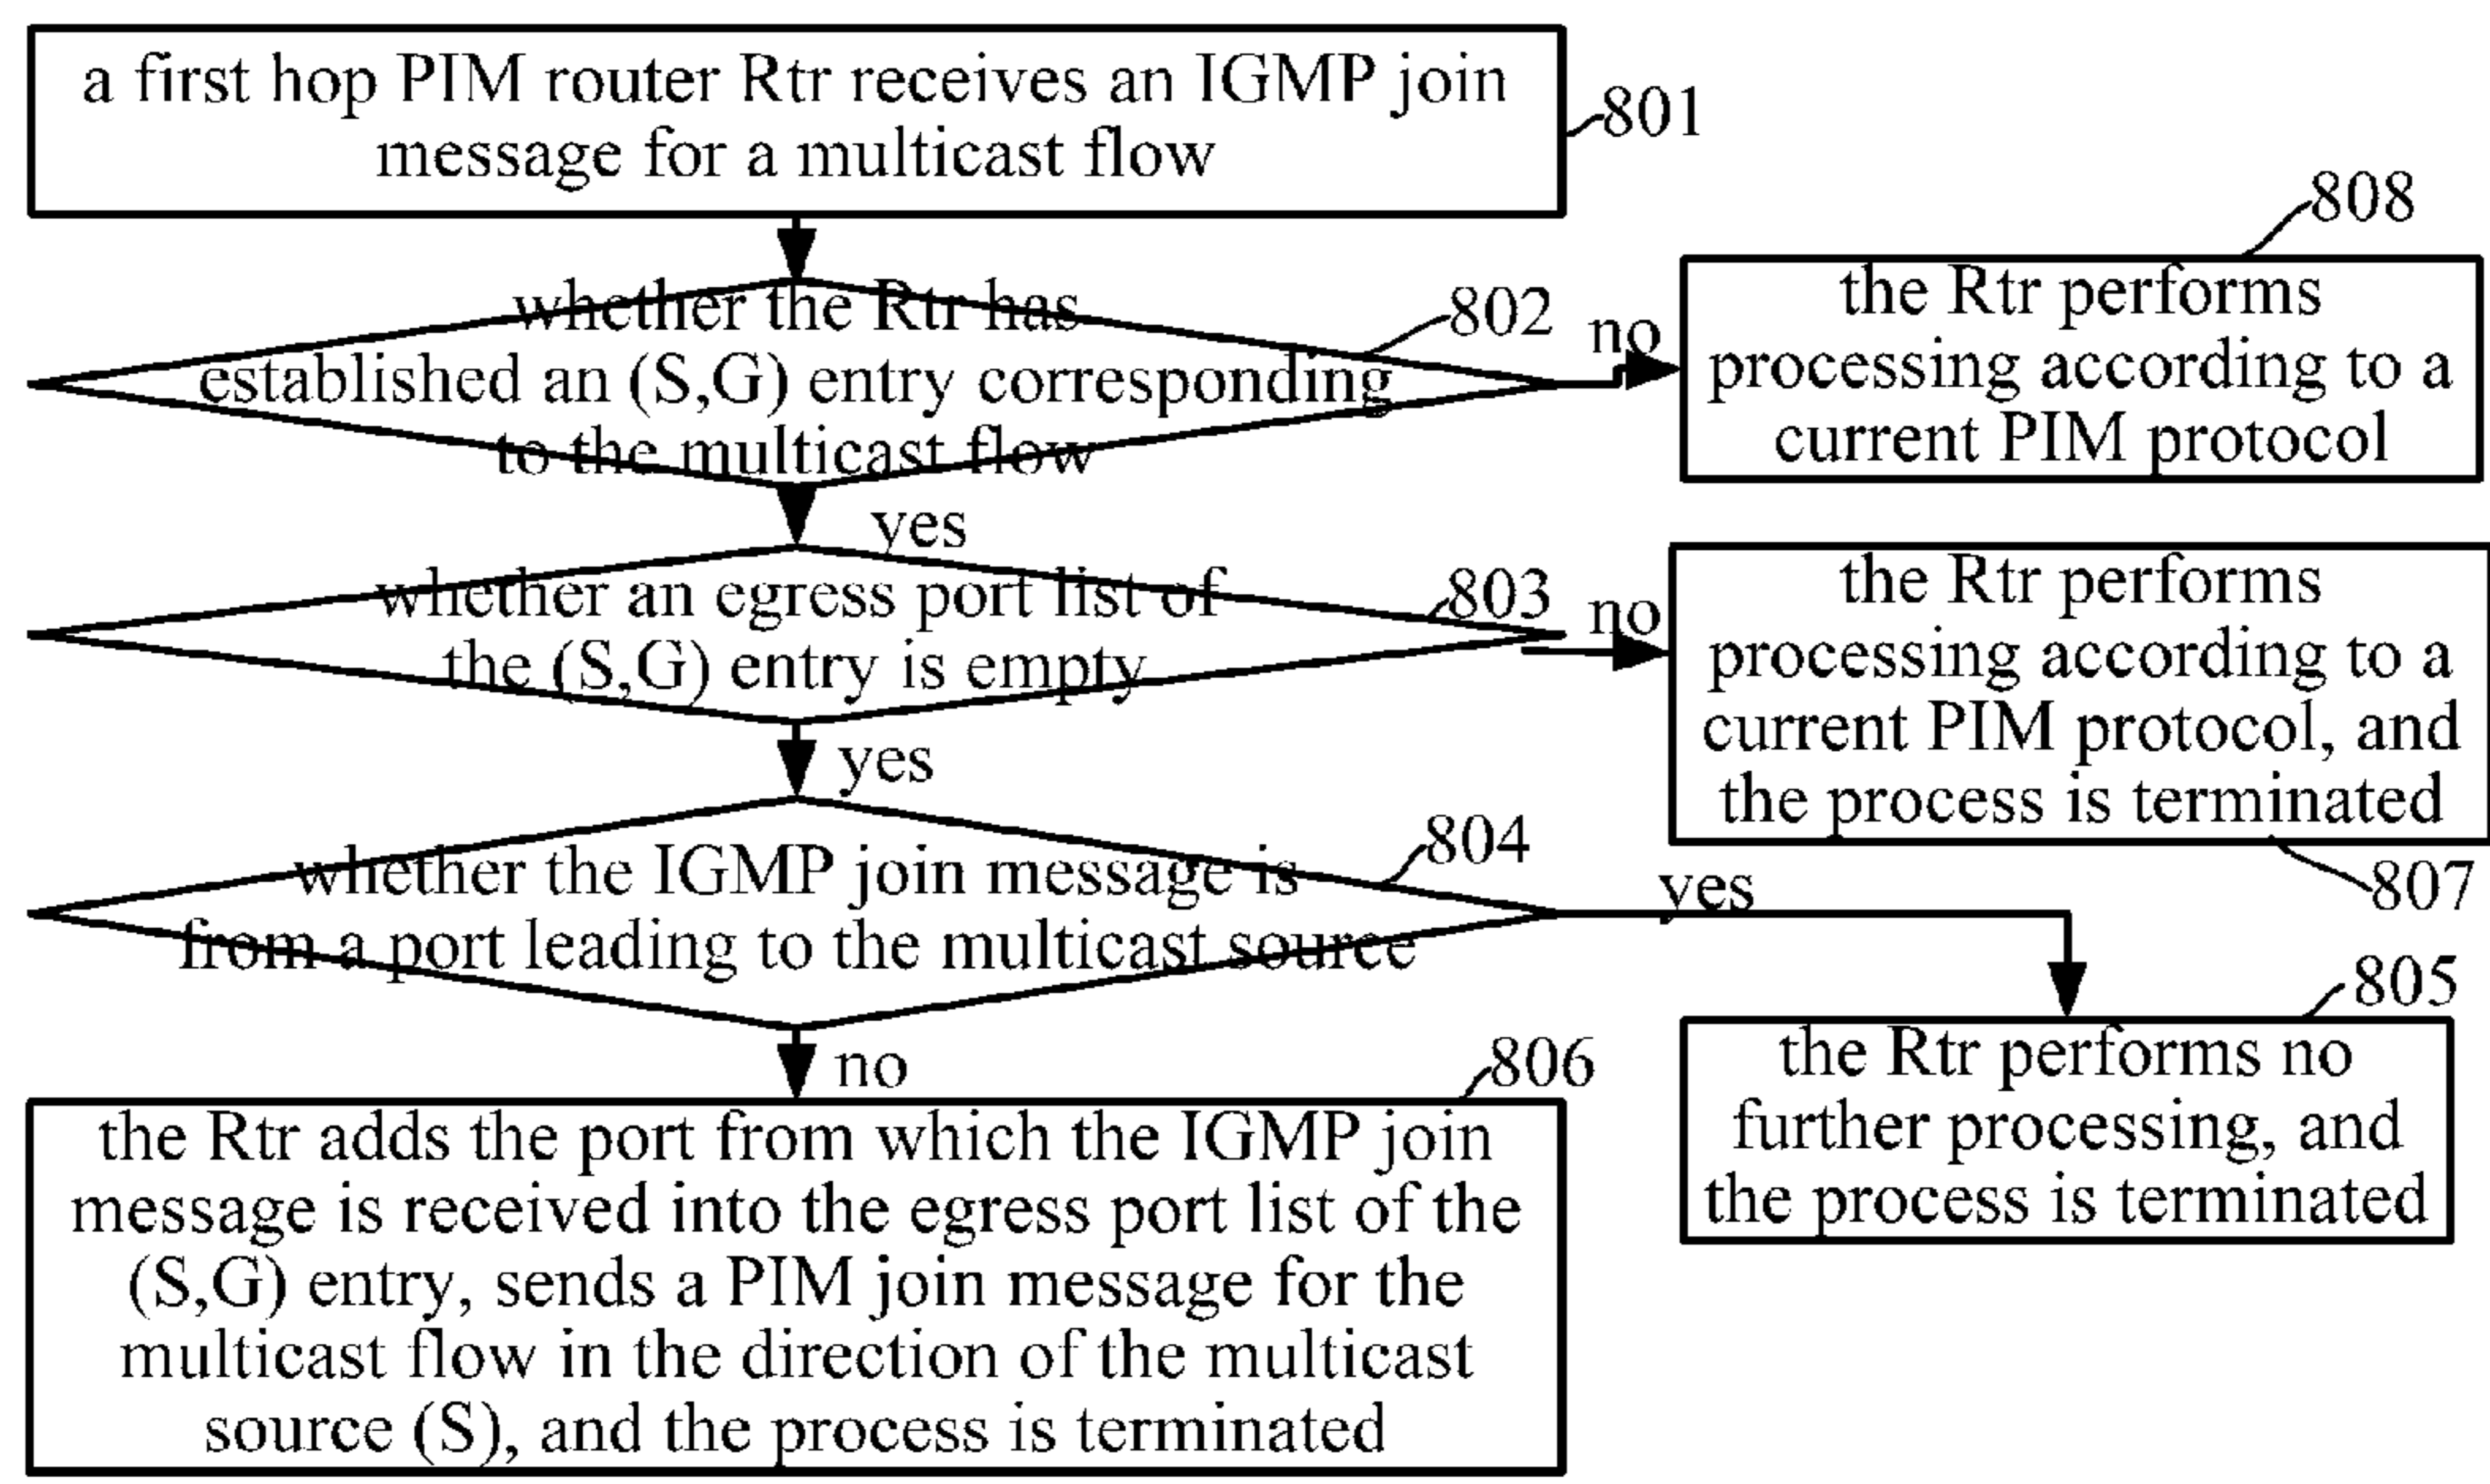 a first hop PIM router Rtr receives an IGMP join
message for a multicast flow
801
whether the Rtr has
established an (S,G) entry corresponding
to the multicast flow
802
no
808
the Rtr performs
processing according to a
current PIM protocol
yes
whether an egress port list of
the (S,G) entry is empty
803
no
the Rtr performs
processing according to a
current PIM protocol, and
the process is terminated
807
yes
whether the IGMP join message is
from a port leading to the multicast source
804
yes
805
the Rtr performs no
further processing, and
the process is terminated
no
806
the Rtr adds the port from which the IGMP join
message is received into the egress port list of the
(S,G) entry, sends a PIM join message for the
multicast flow in the direction of the multicast
source (S), and the process is terminated